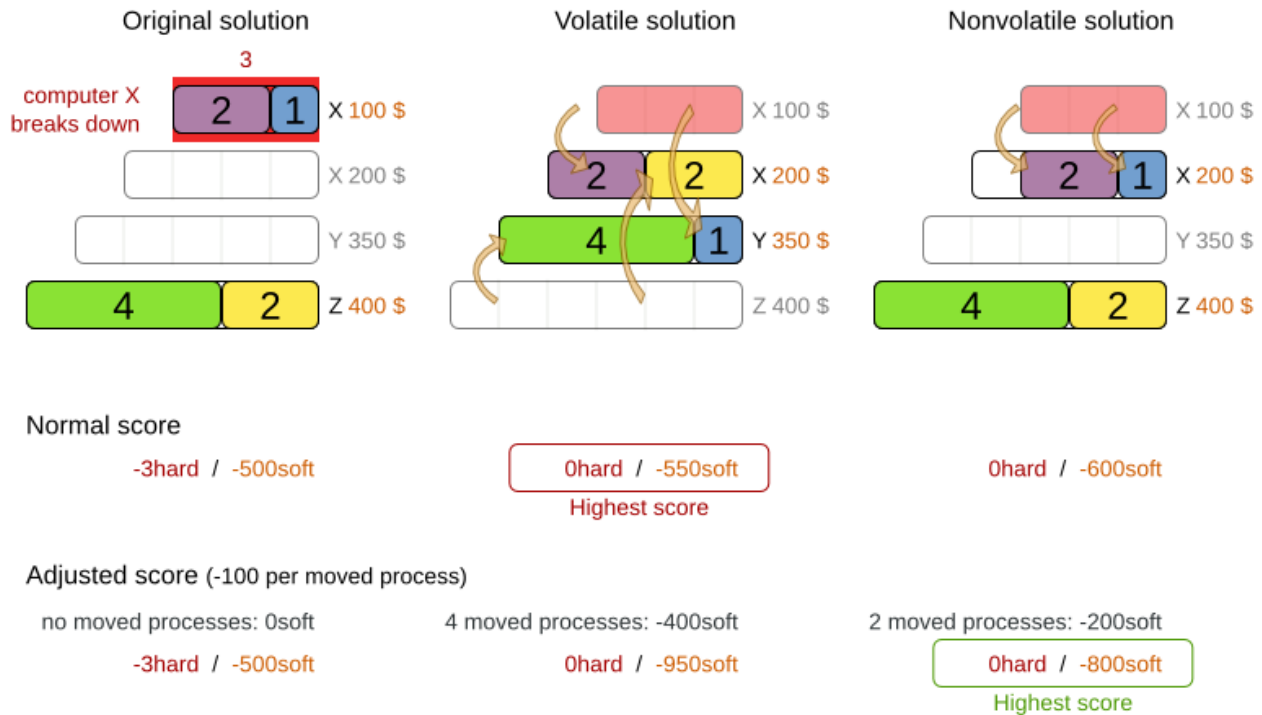 Original solution Volatile solution Nonvolatile solution
3
computer X
breaks down
2 1 X 100 $ X 100 $ X 100 $
X 200 $ 2 2 X 200 $ 2 1 X 200 $
Y 350 $ 4 1 Y 350 $ Y 350 $
4 2 Z 400 $ Z 400 $ 4 2 Z 400 $
Normal score
-3hard / -500soft 0hard / -550soft 0hard / -600soft
Highest score
Adjusted score (-100 per moved process)
no moved processes: 0soft 4 moved processes: -400soft 2 moved processes: -200soft
-3hard / -500soft 0hard / -950soft 0hard / -800soft
Highest score